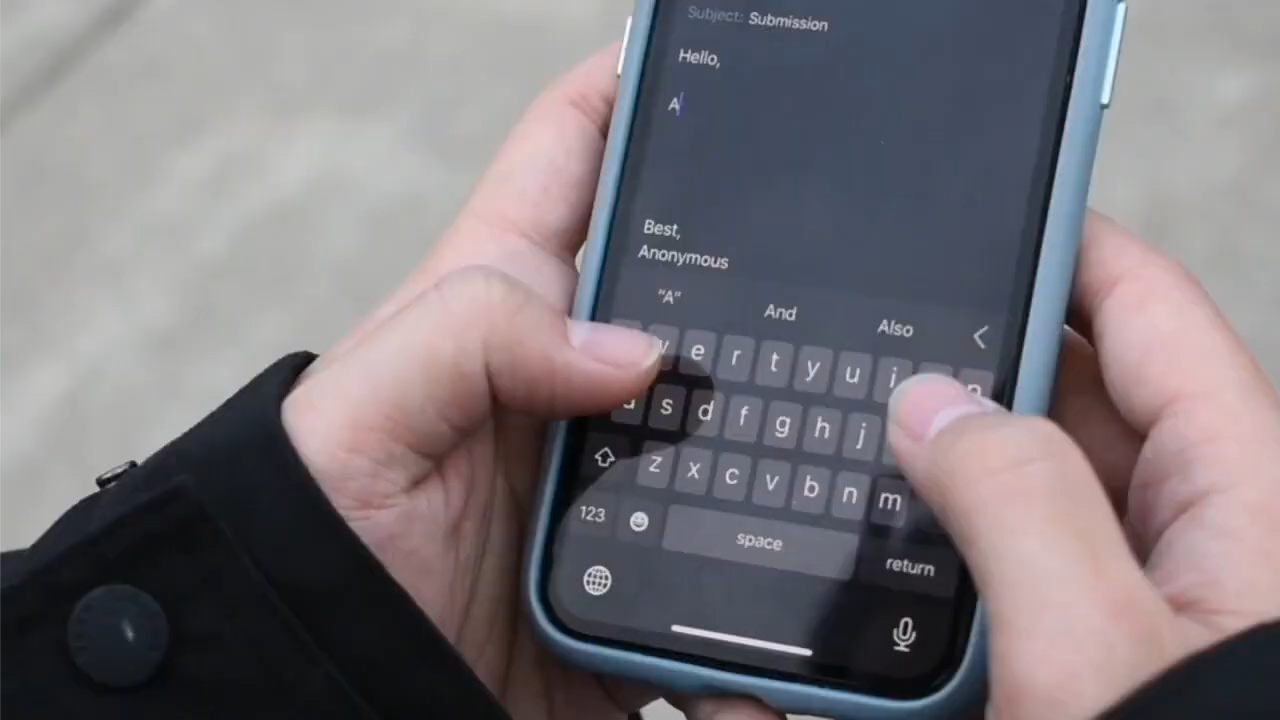 Subject: Submission
Hello,
A
Best,
Anonymous
"A" And Also
e r t y u i
s d f g h j
z x c v b n m
123 space return